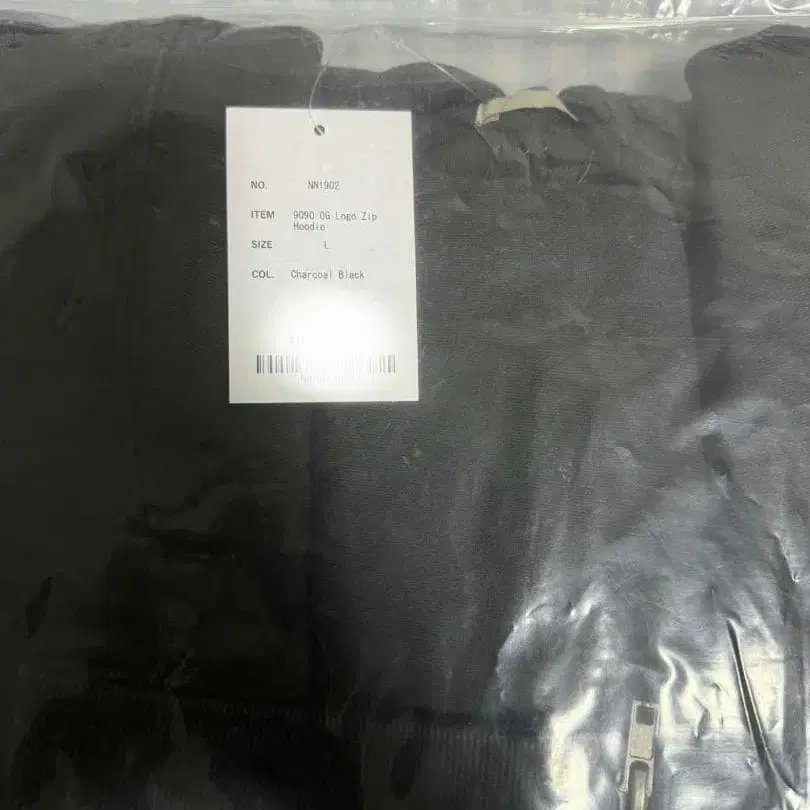 NO. NN1902
ITEM 9090 OG Logo Zip
Hoodie
SIZE L
COL. Charcoal Black